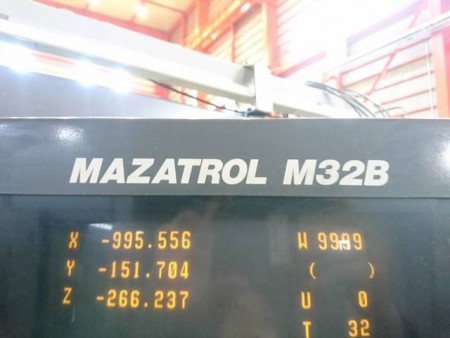 MAZATROL M32B
X -995.556 W 9999
Y -151.704 ( )
Z -266.237 U 0
T 32